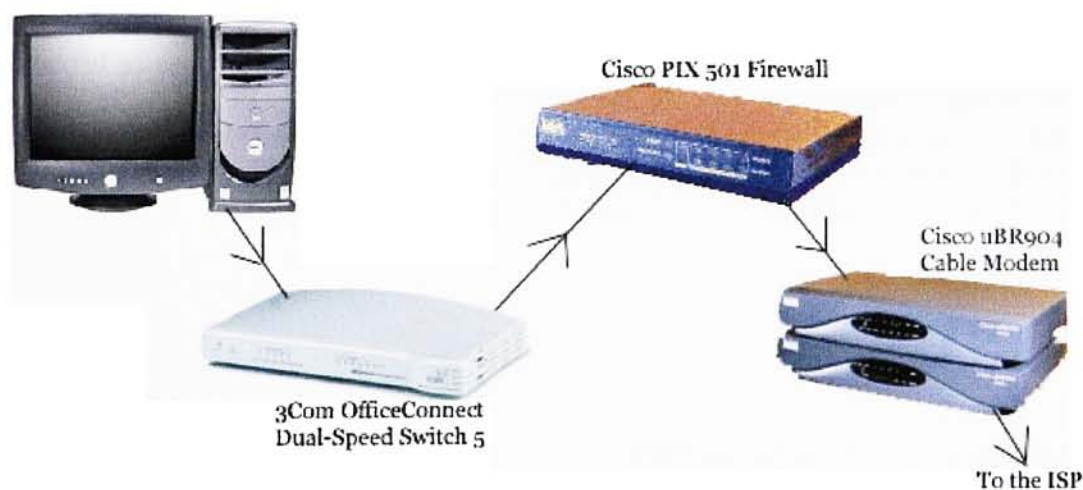 Cisco PIX 501 Firewall
Cisco uBR904
Cable Modem
3Com OfficeConnect
Dual-Speed Switch 5
To the ISP